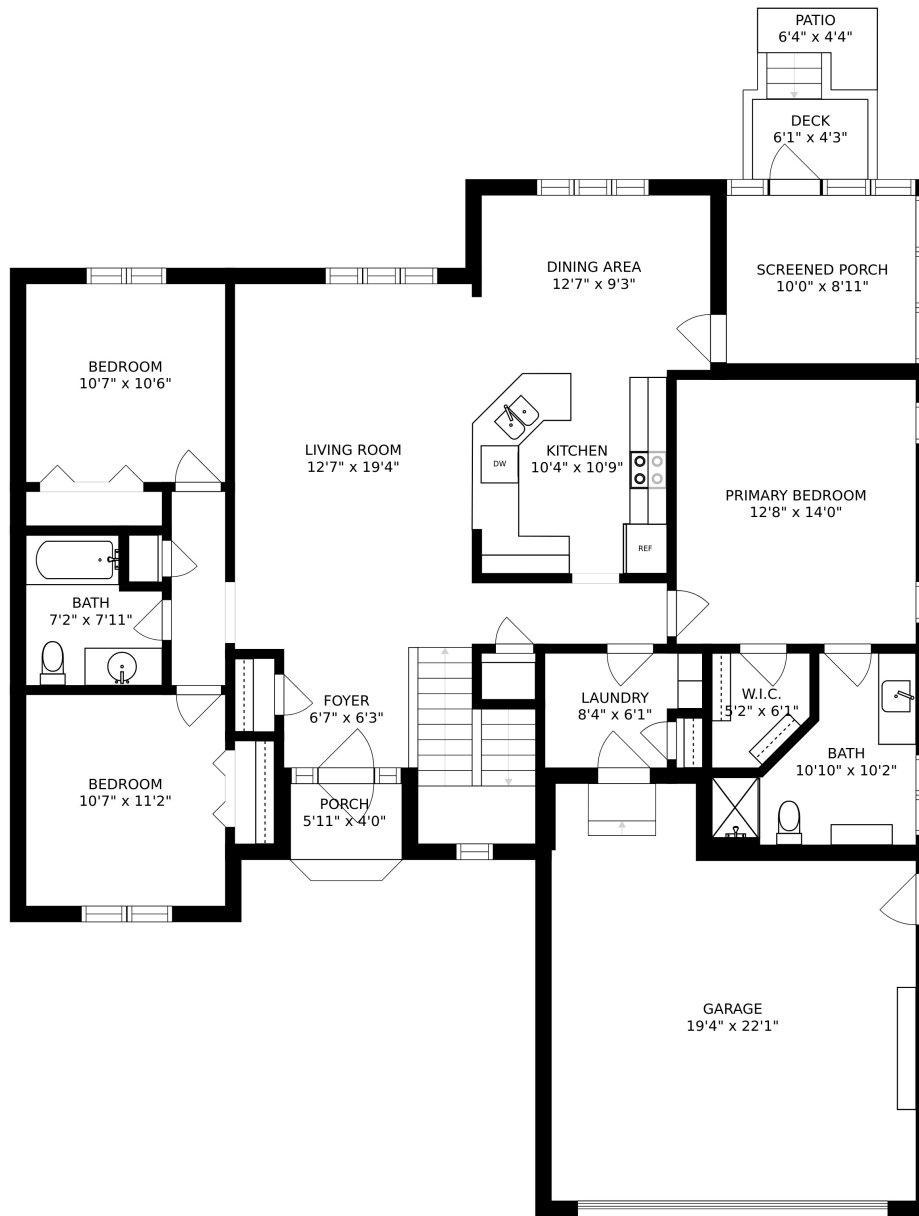 PATIO
6'4" x 4'4"
DECK
6'1" x 4'3"
DINING AREA
12'7" x 9'3"
SCREENED PORCH
10'0" x 8'11"
BEDROOM
10'7" x 10'6"
LIVING ROOM
12'7" x 19'4"
KITCHEN
10'4" x 10'9"
DW
REF
PRIMARY BEDROOM
12'8" x 14'0"
BATH
7'2" x 7'11"
FOYER
6'7" x 6'3"
LAUNDRY
8'4" x 6'1"
W.I.C.
5'2" x 6'1"
BATH
10'10" x 10'2"
BEDROOM
10'7" x 11'2"
PORCH
5'11" x 4'0"
GARAGE
19'4" x 22'1"